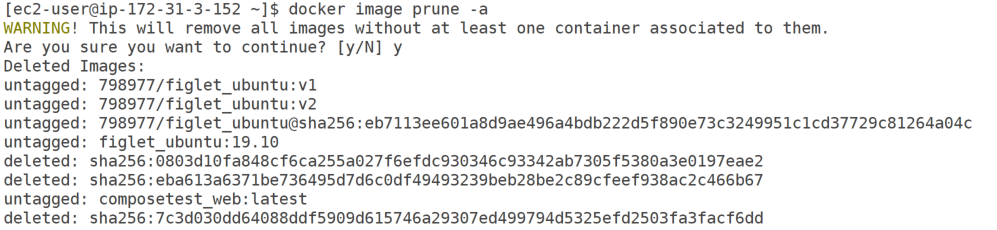 [ec2-user@ip-172-31-3-152 ~]$ docker image prune -a
WARNING! This will remove all images without at least one container associated to them.
Are you sure you want to continue? [y/N] y
Deleted Images:
untagged: 798977/figlet_ubuntu:v1
untagged: 798977/figlet_ubuntu:v2
untagged: 798977/figlet_ubuntu@sha256:eb7113ee601a8d9ae496a4bdb222d5f890e73c3249951c1cd37729c81264a04c
untagged: figlet_ubuntu:19.10
deleted: sha256:0803d10fa848cf6ca255a027f6efdc930346c93342ab7305f5380a3e0197eae2
deleted: sha256:eba613a6371be736495d7d6c0df49493239beb28be2c89cfeef938ac2c466b67
untagged: composetest_web:latest
deleted: sha256:7c3d030dd64088ddf5909d615746a29307ed499794d5325efd2503fa3facf6dd